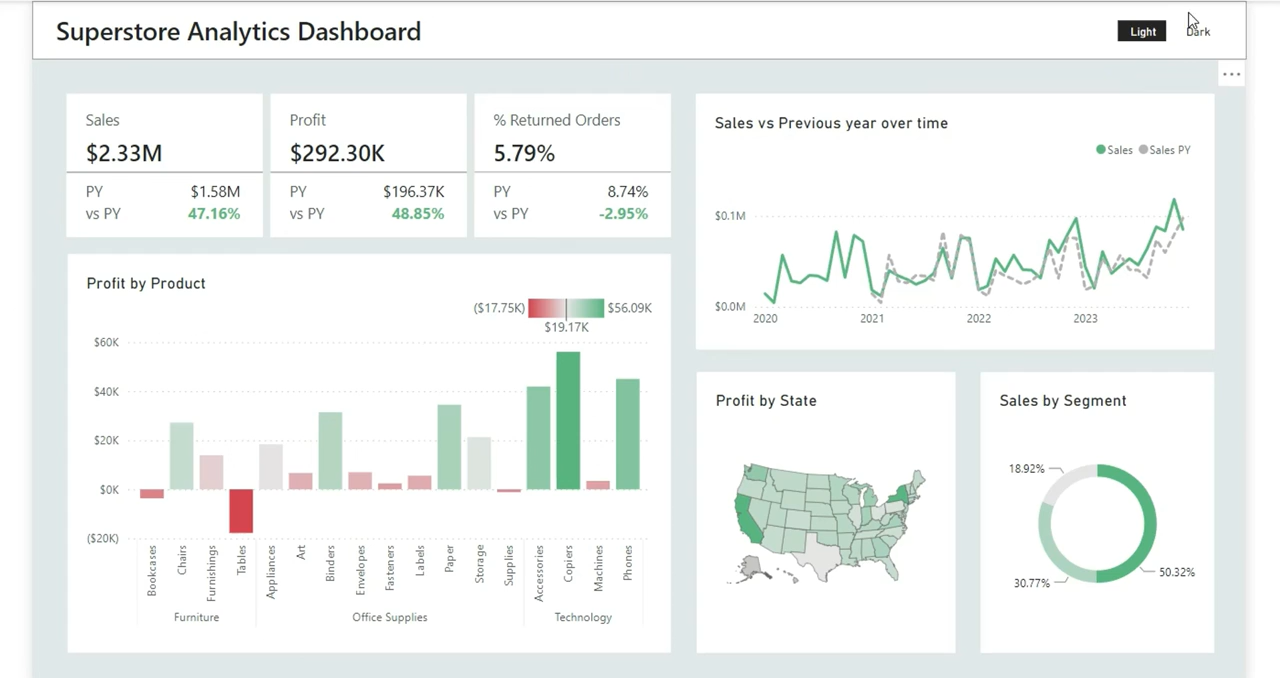 Superstore Analytics Dashboard
Light
Dark
Sales
$2.33M
PY $1.58M
vs PY 47.16%
Profit
$292.30K
PY $196.37K
vs PY 48.85%
% Returned Orders
5.79%
PY 8.74%
vs PY -2.95%
Sales vs Previous year over time
Sales Sales PY
$0.1M
$0.0M
2020 2021 2022 2023
Profit by Product
($17.75K) $56.09K
$19.17K
$60K
$40K
$20K
$0K
($20K)
Bookcases
Chairs
Furnishings
Tables
Appliances
Art
Binders
Envelopes
Fasteners
Labels
Paper
Storage
Supplies
Accessories
Copiers
Machines
Phones
Furniture Office Supplies Technology
Profit by State
Sales by Segment
18.92%
50.32%
30.77%